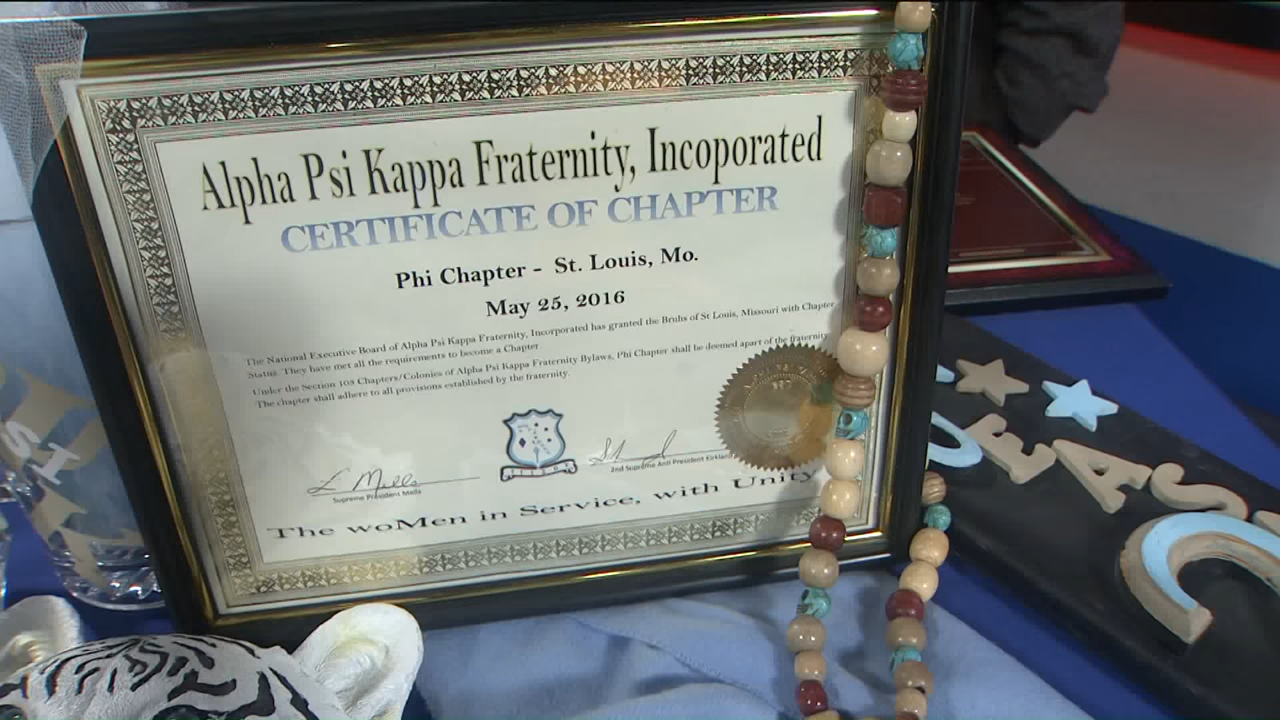 Alpha Psi Kappa Fraternity, Incoporated
CERTIFICATE OF CHAPTER
Phi Chapter - St. Louis, Mo.
May 25, 2016
The National Executive Board of Alpha Psi Kappa Fraternity, Incorporated has granted the Bruhs of St Louis, Missouri with Chapter
Status. They have met all the requirements to become a Chapter.
Under the Section 103 Chapters/Colonies of Alpha Psi Kappa Fraternity Bylaws, Phi Chapter shall be deemed apart of the fraternity.
The chapter shall adhere to all provisions established by the fraternity.
L Mills
Supreme President Mills
2nd Supreme Anti President Kirkland
The woMen in Service, with Unity
SI
EAS